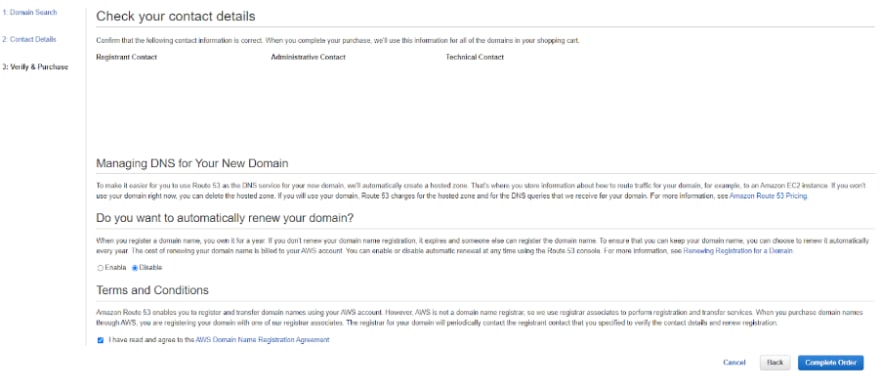 1: Domain Search
2: Contact Details
3: Verify & Purchase
Check your contact details
Confirm that the following contact information is correct. When you complete your purchase, we'll use this information for all of the domains in your shopping cart.
Registrant Contact Administrative Contact Technical Contact
Managing DNS for Your New Domain
To make it easier for you to use Route 53 as the DNS service for your new domain, we'll automatically create a hosted zone. That's where you store information about how to route traffic for your domain, for example, to an Amazon EC2 instance. If you won't
use your domain right now, you can delete the hosted zone. If you will use your domain, Route 53 charges for the hosted zone and for the DNS queries that we receive for your domain. For more information, see Amazon Route 53 Pricing.
Do you want to automatically renew your domain?
When you register a domain name, you own it for a year. If you don't renew your domain name registration, it expires and someone else can register the domain name. To ensure that you can keep your domain name, you can choose to renew it automatically
every year. The cost of renewing your domain name is billed to your AWS account. You can enable or disable automatic renewal at any time using the Route 53 console. For more information, see Renewing Registration for a Domain.
Enable Disable
Terms and Conditions
Amazon Route 53 enables you to register and transfer domain names using your AWS account. However, AWS is not a domain name registrar, so we use registrar associates to perform registration and transfer services. When you purchase domain names
through AWS, you are registering your domain with one of our registrar associates. The registrar for your domain will periodically contact the registrant contact that you specified to verify the contact details and renew registration.
I have read and agree to the AWS Domain Name Registration Agreement
Cancel Back Complete Order